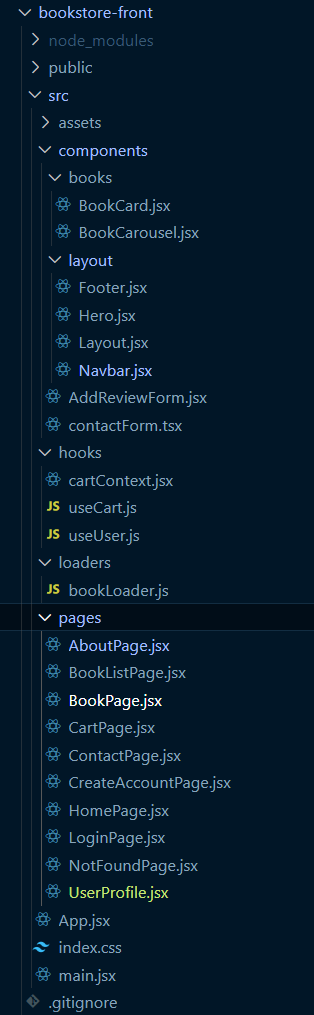 bookstore-front
node_modules
public
src
assets
components
books
BookCard.jsx
BookCarousel.jsx
layout
Footer.jsx
Hero.jsx
Layout.jsx
Navbar.jsx
AddReviewForm.jsx
contactForm.tsx
hooks
cartContext.jsx
JS useCart.js
JS useUser.js
loaders
JS bookLoader.js
pages
AboutPage.jsx
BookListPage.jsx
BookPage.jsx
CartPage.jsx
ContactPage.jsx
CreateAccountPage.jsx
HomePage.jsx
LoginPage.jsx
NotFoundPage.jsx
UserProfile.jsx
App.jsx
index.css
main.jsx
.gitignore